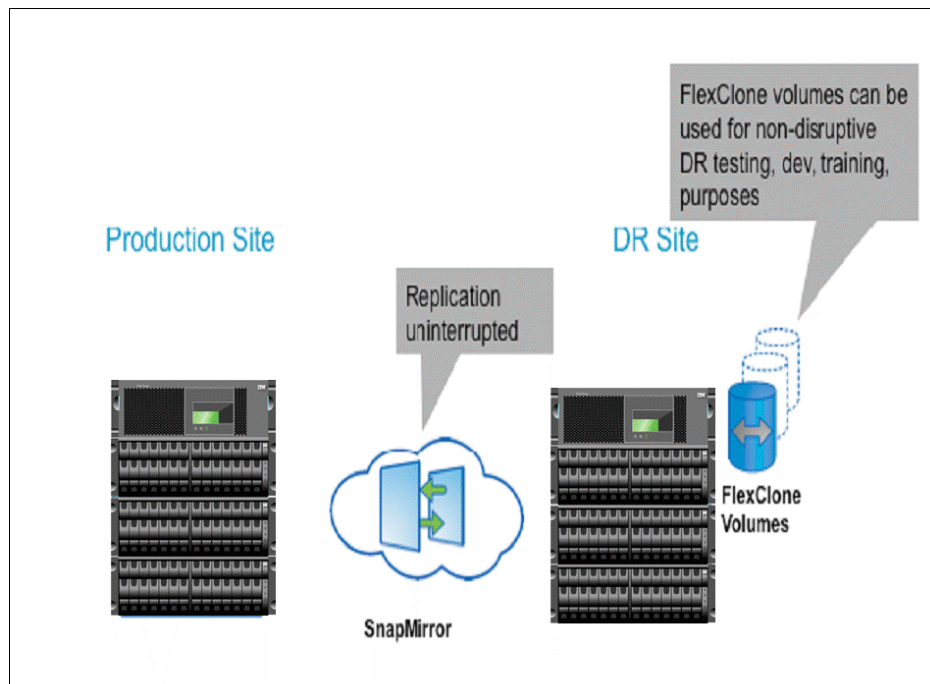 FlexClone volumes can be
used for non-disruptive
DR testing, dev, training,
purposes
Production Site
DR Site
Replication
uninterrupted
FlexClone
Volumes
SnapMirror